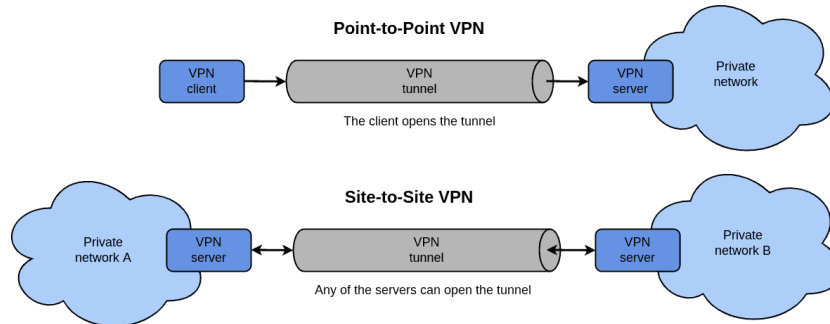 Point-to-Point VPN
VPN
client
VPN
tunnel
VPN
server
Private
network
The client opens the tunnel
Site-to-Site VPN
Private
network A
VPN
server
VPN
tunnel
VPN
server
Private
network B
Any of the servers can open the tunnel